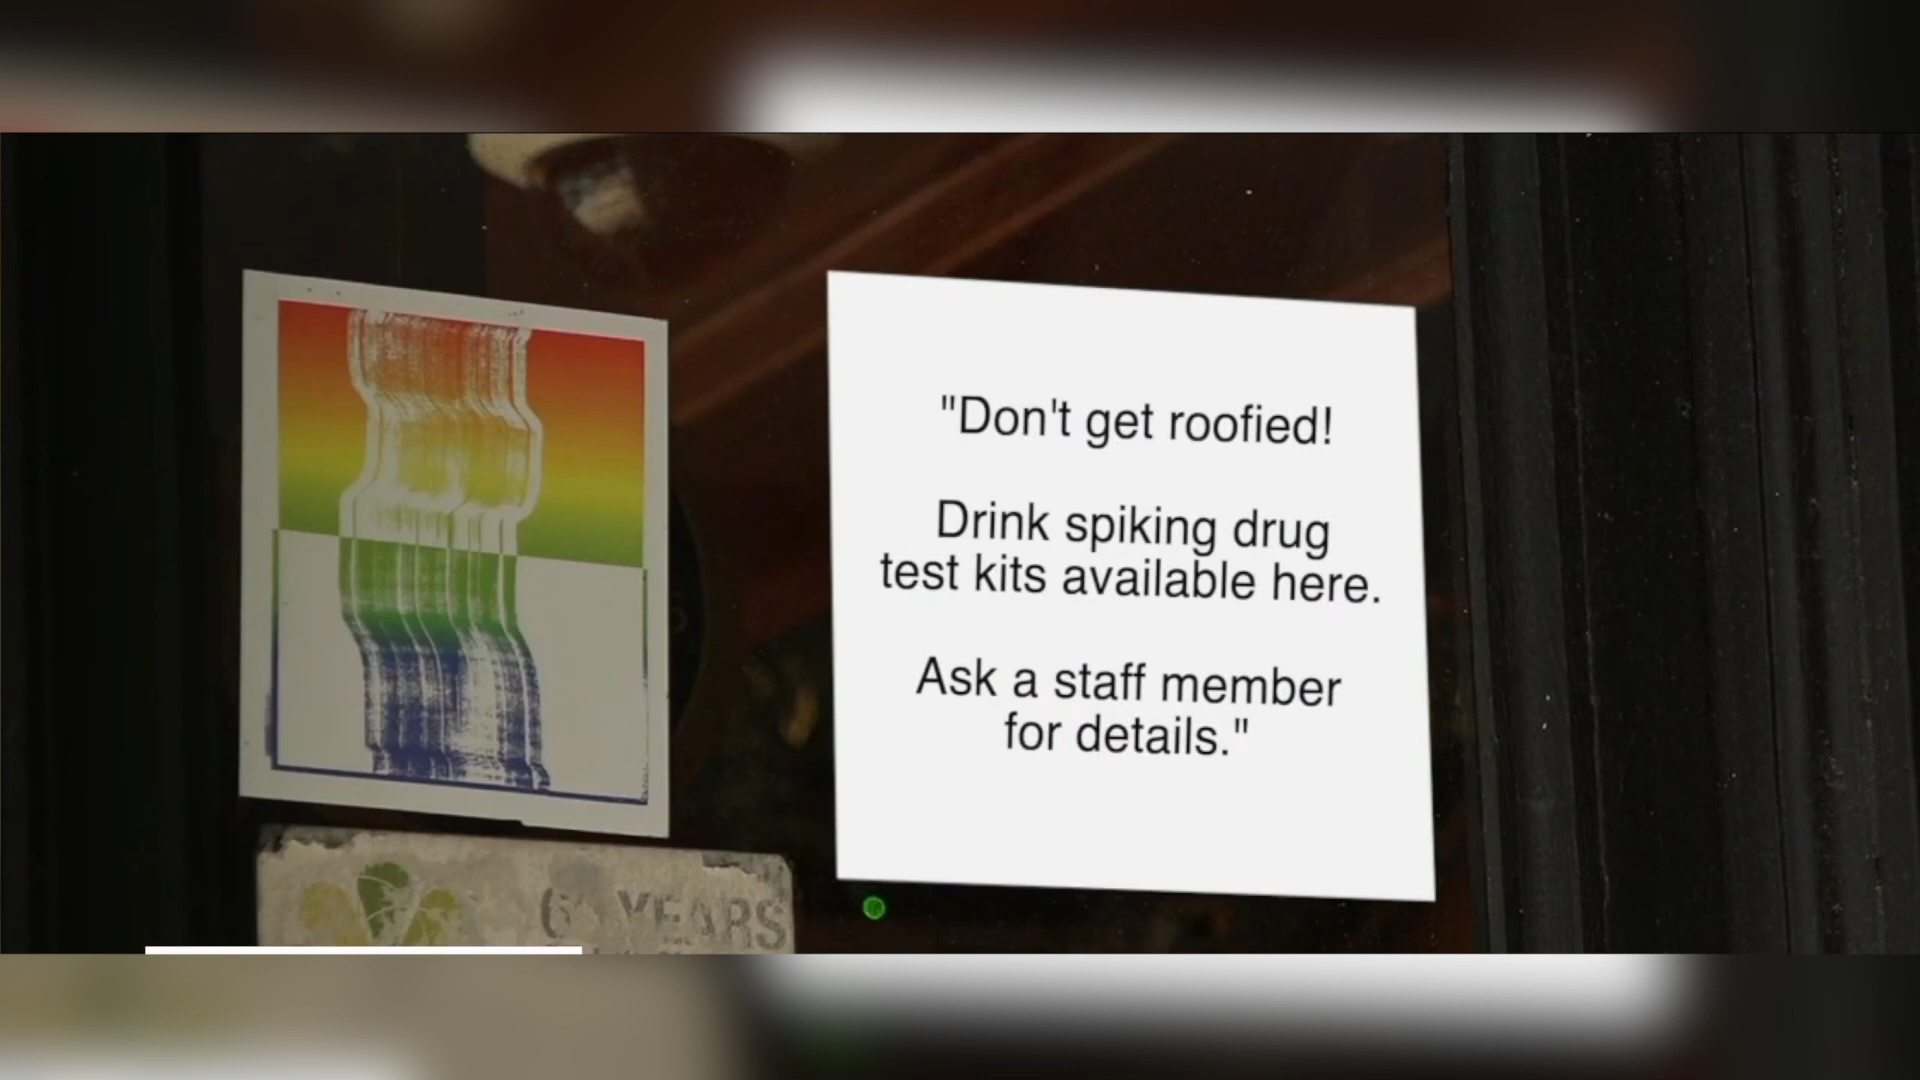 "Don't get roofied!
Drink spiking drug
test kits available here.
Ask a staff member
for details."
YEARS